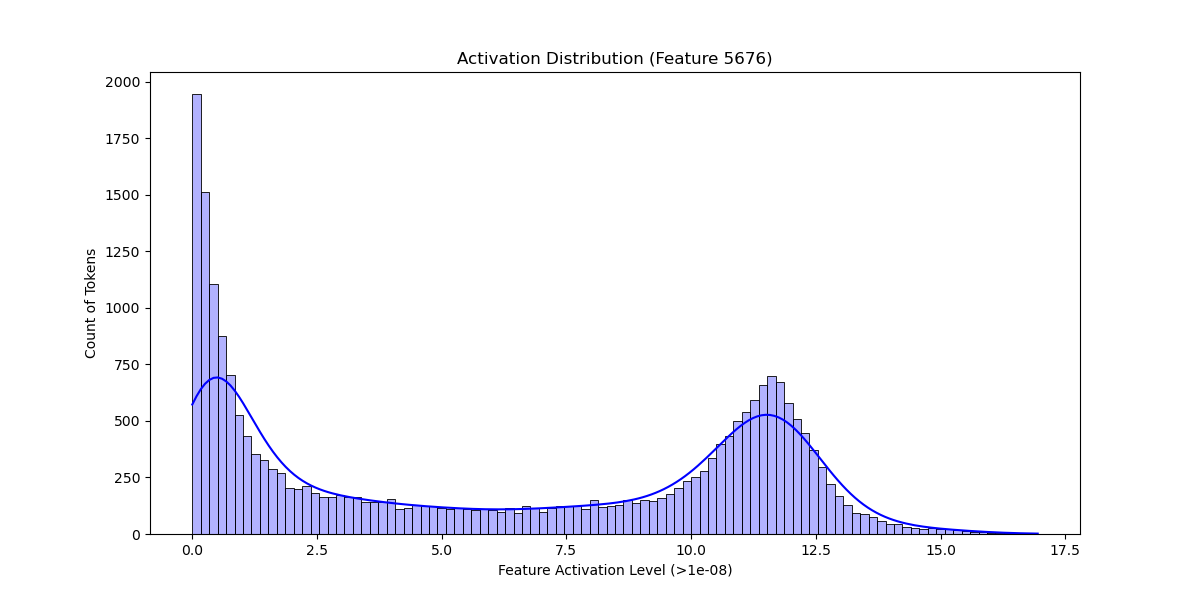 Activation Distribution (Feature 5676)
2000
1750
1500
1250
1000
750
500
250
0
Count of Tokens
0.0 2.5 5.0 7.5 10.0 12.5 15.0 17.5
Feature Activation Level (>1e-08)